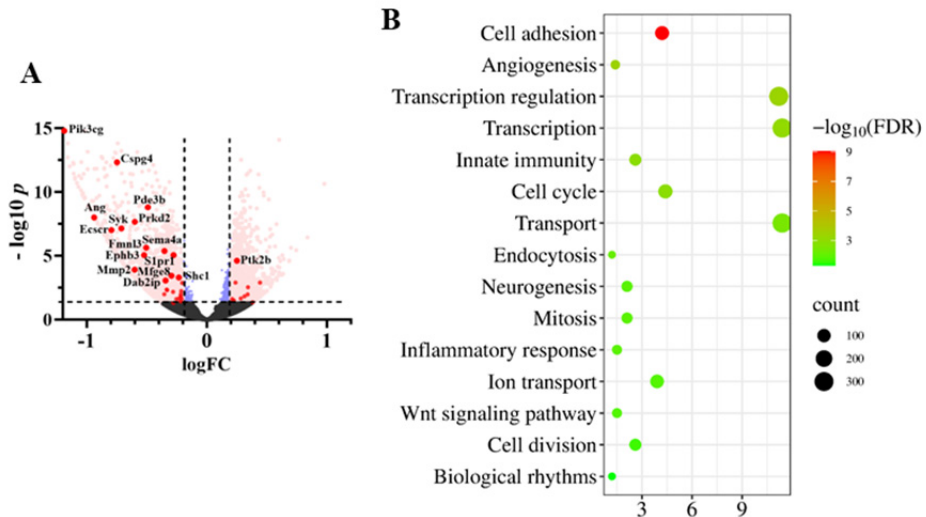 A
15
10
5
0
-log10 p
-1
0
1
logFC
Pik3cg
Cspg4
Pde3b
Ang
Syk
Prkd2
Ecscr
Fmnl3
Sema4a
Ephb3
S1pr1
Ptk2b
Mmp2
Mfge8
Shc1
Dab2ip
B
Cell adhesion
Angiogenesis
Transcription regulation
Transcription
Innate immunity
Cell cycle
Transport
Endocytosis
Neurogenesis
Mitosis
Inflammatory response
Ion transport
Wnt signaling pathway
Cell division
Biological rhythms
3 6 9
−log10(FDR)
9
6
3
count
100
200
300